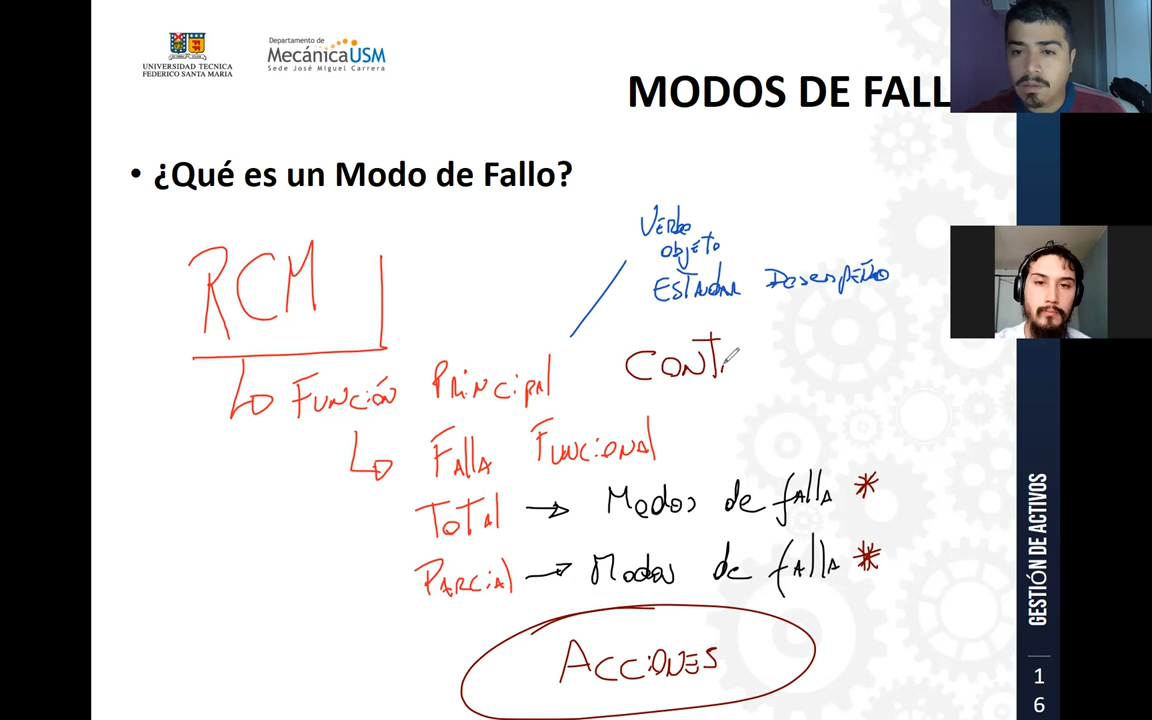 UNIVERSIDAD TECNICA
FEDERICO SANTA MARIA
Departamento de
MecánicaUSM
Sede José Miguel Carrera
MODOS DE FALL
• ¿Qué es un Modo de Fallo?
RCM
Verbo
objeto
ESTANDAR DESEMPEÑO
CONT
FUNCIÓN PRINCIPAL
FALLA FUNCIONAL
TOTAL → Modos de falla *
PARCIAL → Modos de falla *
ACCIONES
GESTIÓN DE ACTIVOS
1
6